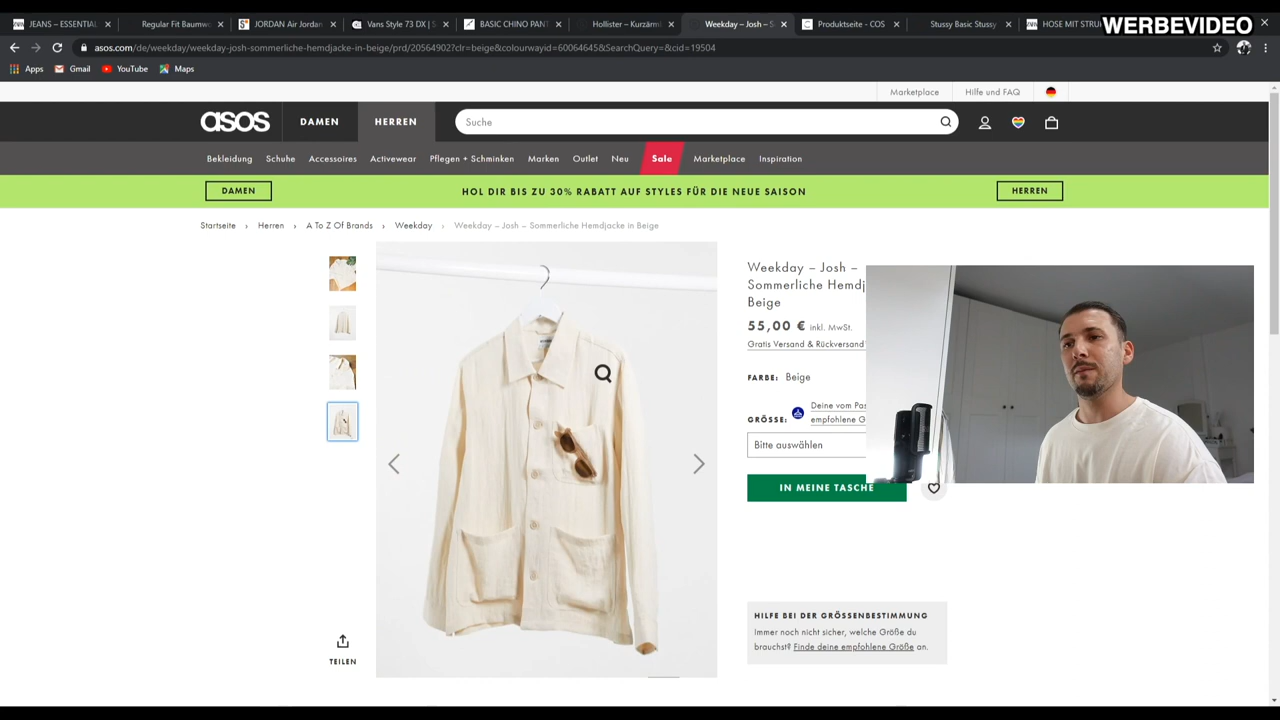 JEANS – ESSENTIAL
Regular Fit Baumw
JORDAN Air Jordan
Vans Style 73 DX | S
BASIC CHINO PANT
Hollister – Kurzärml
Weekday – Josh – S
Produktseite - COS
Stussy Basic Stussy
HOSE MIT STRU
WERBEVIDEO
asos.com/de/weekday/weekday-josh-sommerliche-hemdjacke-in-beige/prd/20564902?clr=beige&colourwayid=60064645&SearchQuery=&cid=19504
Apps
Gmail
YouTube
Maps
Marketplace
Hilfe und FAQ
asos
DAMEN
HERREN
Suche
Bekleidung
Schuhe
Accessoires
Activewear
Pflegen + Schminken
Marken
Outlet
Neu
Sale
Marketplace
Inspiration
DAMEN
HOL DIR BIS ZU 30% RABATT AUF STYLES FÜR DIE NEUE SAISON
HERREN
Startseite › Herren › A To Z Of Brands › Weekday › Weekday – Josh – Sommerliche Hemdjacke in Beige
Weekday – Josh –
Sommerliche Hemdj
Beige
55,00 € inkl. MwSt.
Gratis Versand & Rückversand
FARBE: Beige
Deine vom Pas
GRÖSSE:
empfohlene G
Bitte auswählen
IN MEINE TASCHE
HILFE BEI DER GRÖSSENBESTIMMUNG
Immer noch nicht sicher, welche Größe du
brauchst? Finde deine empfohlene Größe an.
TEILEN